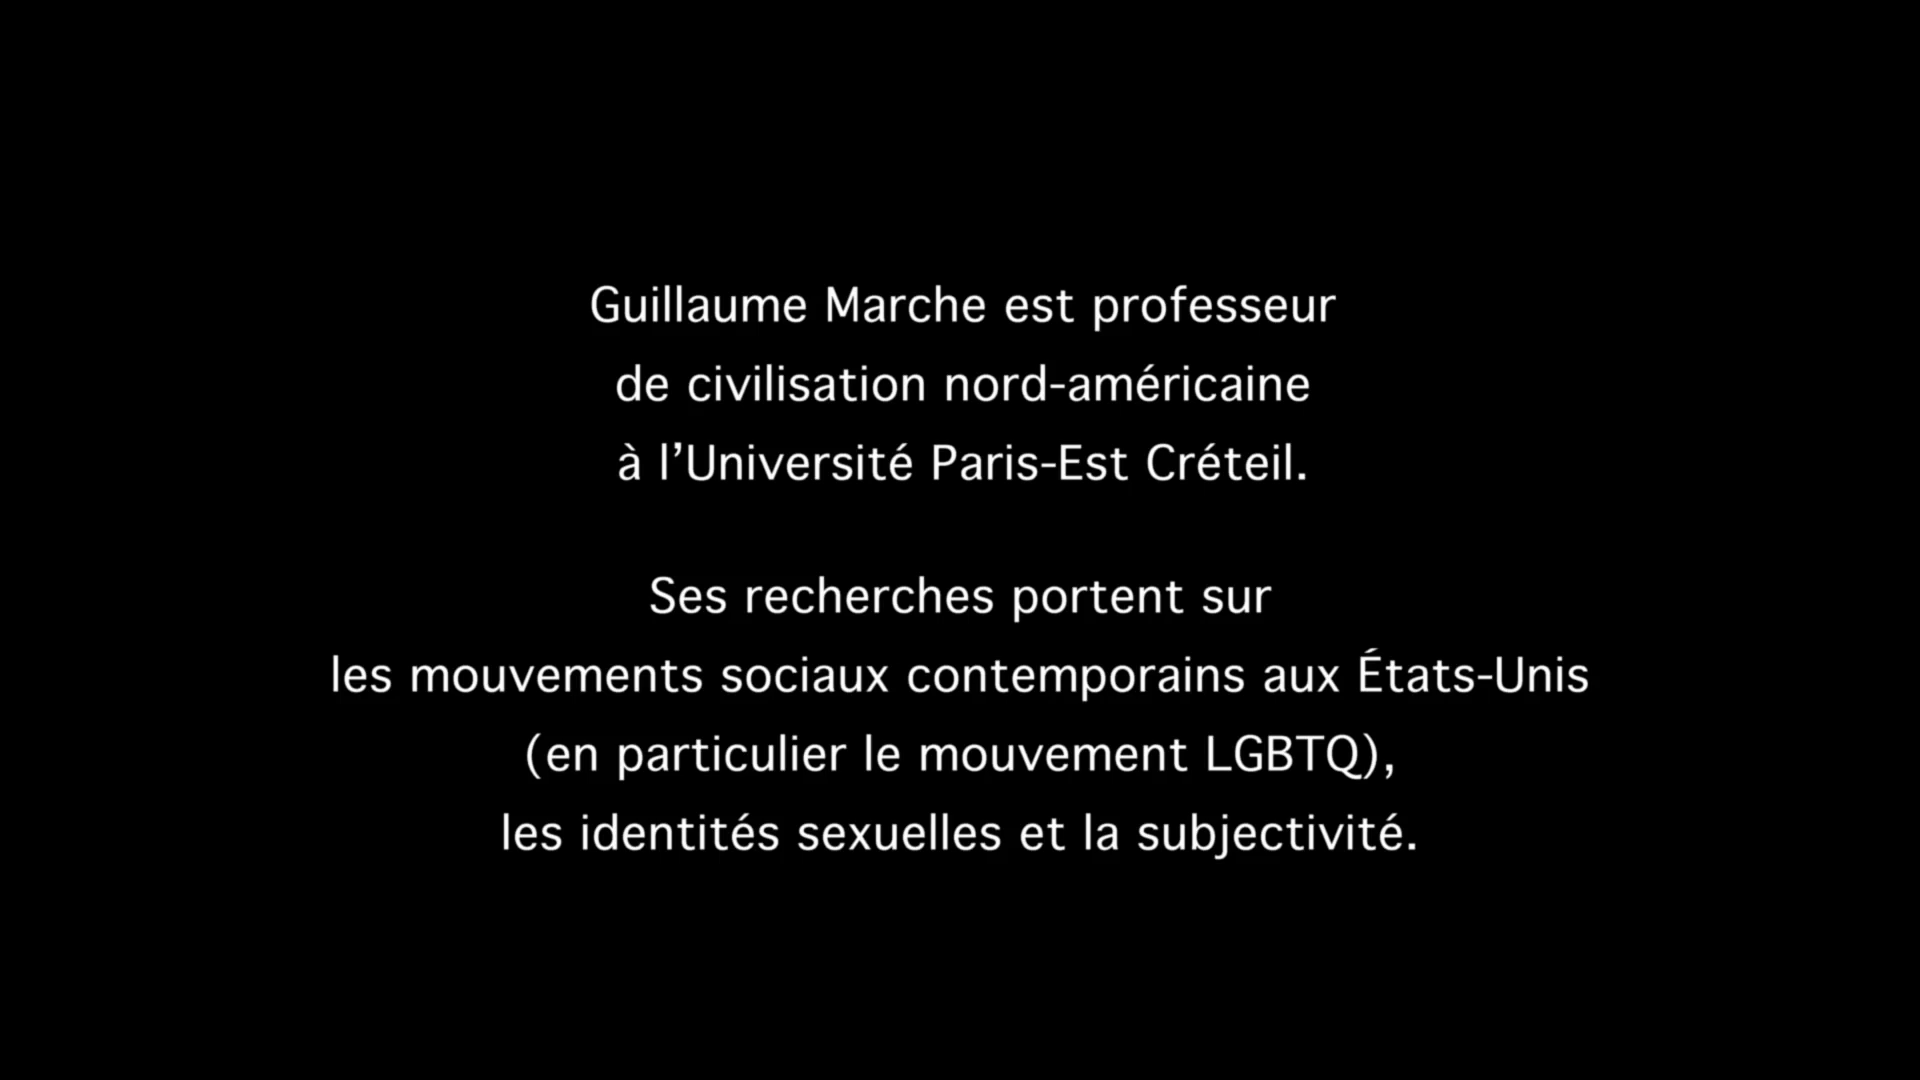 Guillaume Marche est professeur
de civilisation nord-américaine
à l’Université Paris-Est Créteil.
Ses recherches portent sur
les mouvements sociaux contemporains aux États-Unis
(en particulier le mouvement LGBTQ),
les identités sexuelles et la subjectivité.